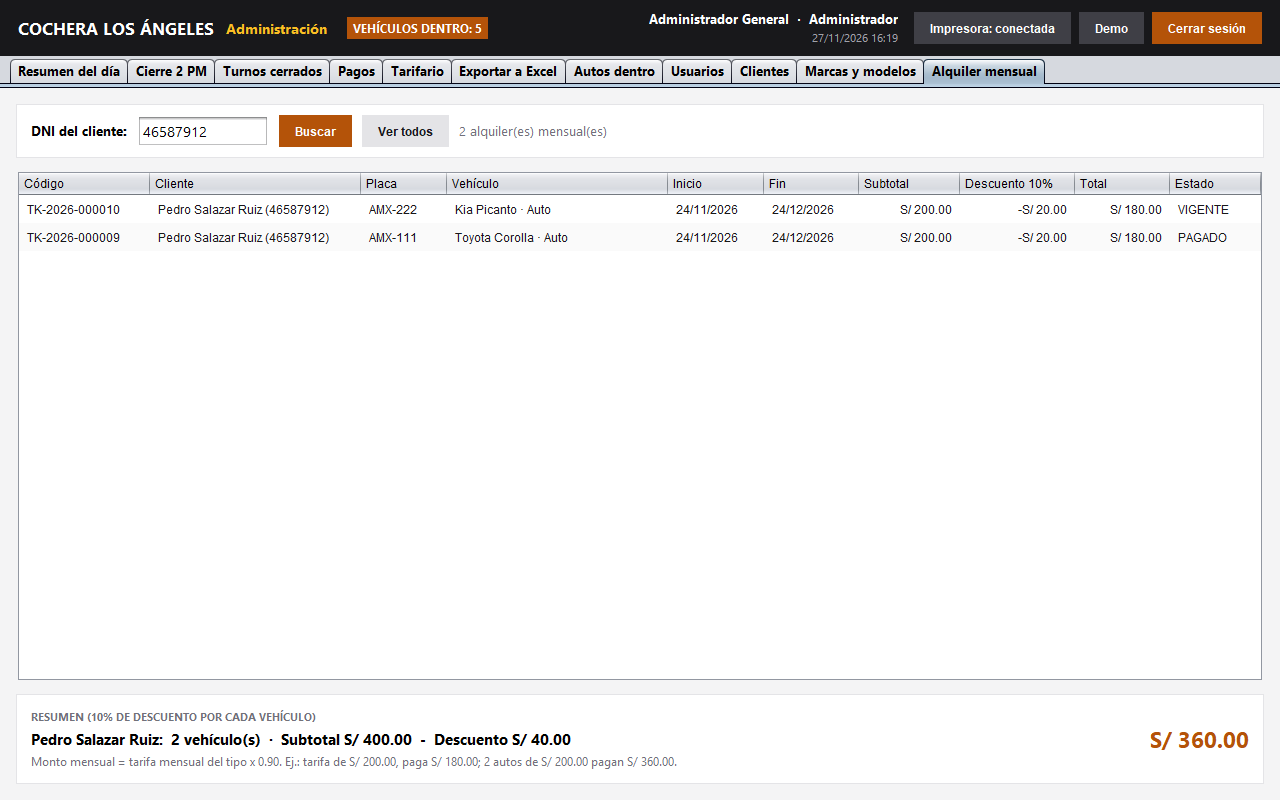 COCHERA LOS ÁNGELES Administración VEHÍCULOS DENTRO: 5 Administrador General · Administrador
27/11/2026 16:19
Impresora: conectada Demo Cerrar sesión
Resumen del día Cierre 2 PM Turnos cerrados Pagos Tarifario Exportar a Excel Autos dentro Usuarios Clientes Marcas y modelos Alquiler mensual
DNI del cliente: 46587912 Buscar Ver todos 2 alquiler(es) mensual(es)
Código Cliente Placa Vehículo Inicio Fin Subtotal Descuento 10% Total Estado
TK-2026-000010 Pedro Salazar Ruiz (46587912) AMX-222 Kia Picanto · Auto 24/11/2026 24/12/2026 S/ 200.00 -S/ 20.00 S/ 180.00 VIGENTE
TK-2026-000009 Pedro Salazar Ruiz (46587912) AMX-111 Toyota Corolla · Auto 24/11/2026 24/12/2026 S/ 200.00 -S/ 20.00 S/ 180.00 PAGADO
RESUMEN (10% DE DESCUENTO POR CADA VEHÍCULO)
Pedro Salazar Ruiz: 2 vehículo(s) · Subtotal S/ 400.00 - Descuento S/ 40.00 S/ 360.00
Monto mensual = tarifa mensual del tipo x 0.90. Ej.: tarifa de S/ 200.00, paga S/ 180.00; 2 autos de S/ 200.00 pagan S/ 360.00.